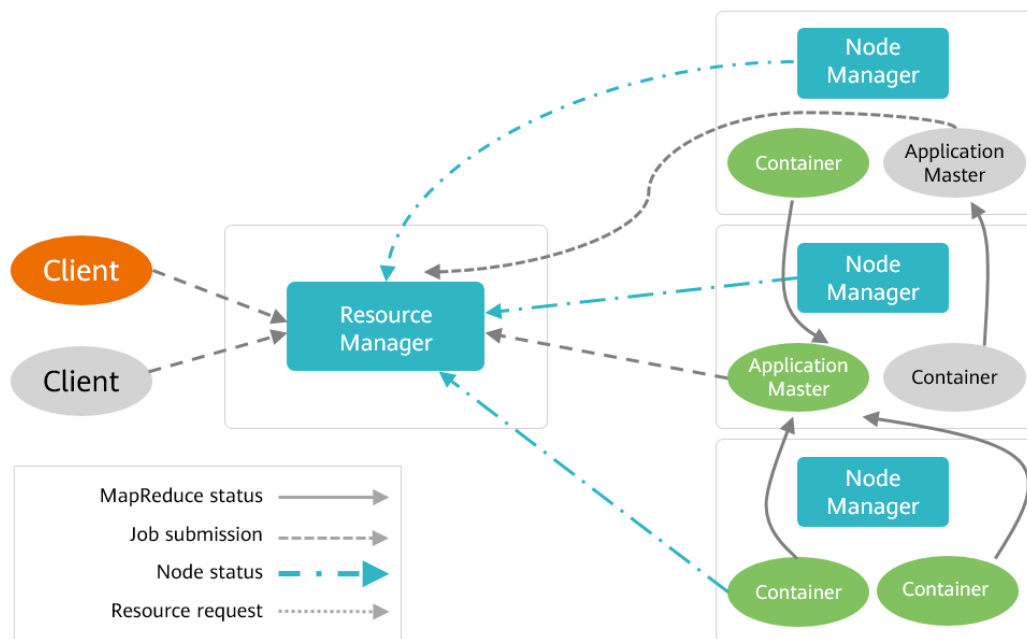 Node
Manager
Container
Application
Master
Client
Client
Resource
Manager
Node
Manager
Application
Master
Container
Node
Manager
Container
Container
MapReduce status
Job submission
Node status
Resource request